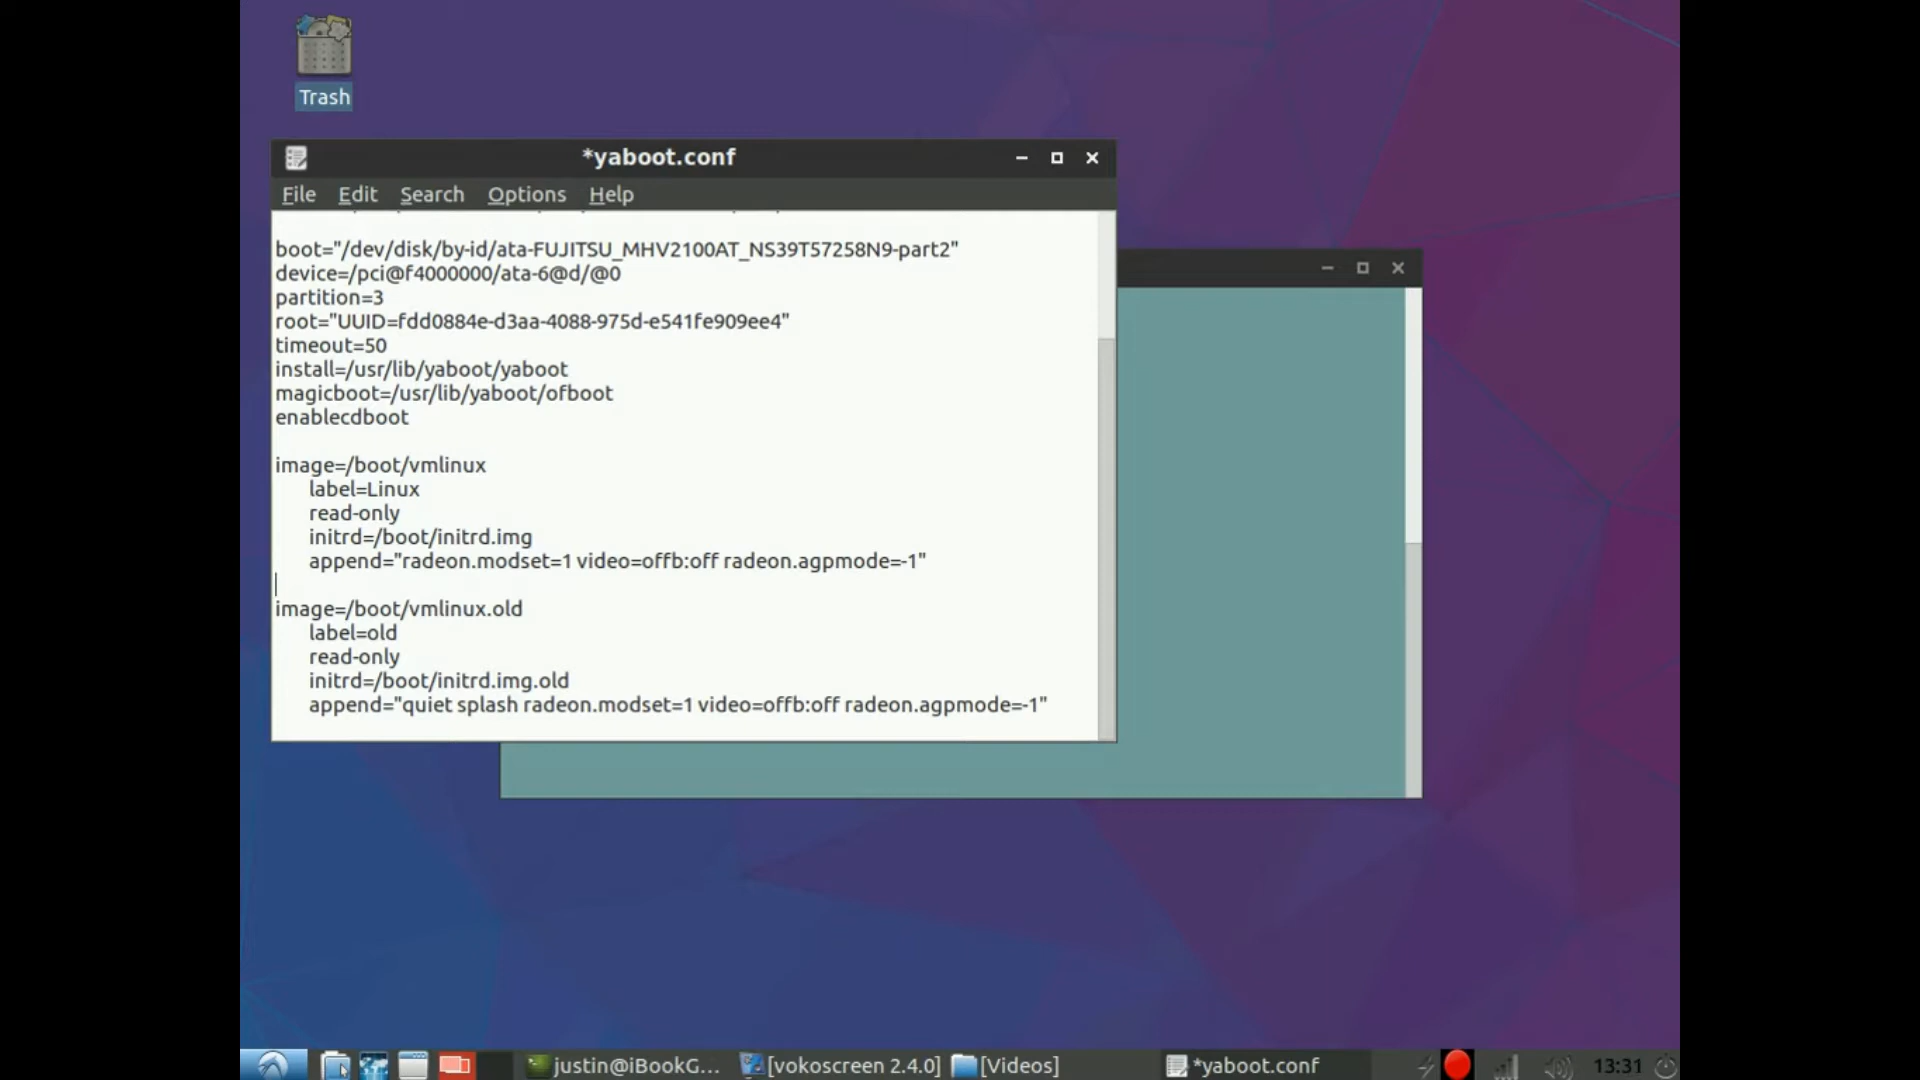 Trash
*yaboot.conf
File Edit Search Options Help
boot="/dev/disk/by-id/ata-FUJITSU_MHV2100AT_NS39T57258N9-part2"
device=/pci@f4000000/ata-6@d/@0
partition=3
root="UUID=fdd0884e-d3aa-4088-975d-e541fe909ee4"
timeout=50
install=/usr/lib/yaboot/yaboot
magicboot=/usr/lib/yaboot/ofboot
enablecdboot
image=/boot/vmlinux
label=Linux
read-only
initrd=/boot/initrd.img
append="radeon.modset=1 video=offb:off radeon.agpmode=-1"
image=/boot/vmlinux.old
label=old
read-only
initrd=/boot/initrd.img.old
append="quiet splash radeon.modset=1 video=offb:off radeon.agpmode=-1"
justin@iBookG... [vokoscreen 2.4.0] [Videos] *yaboot.conf 13:31